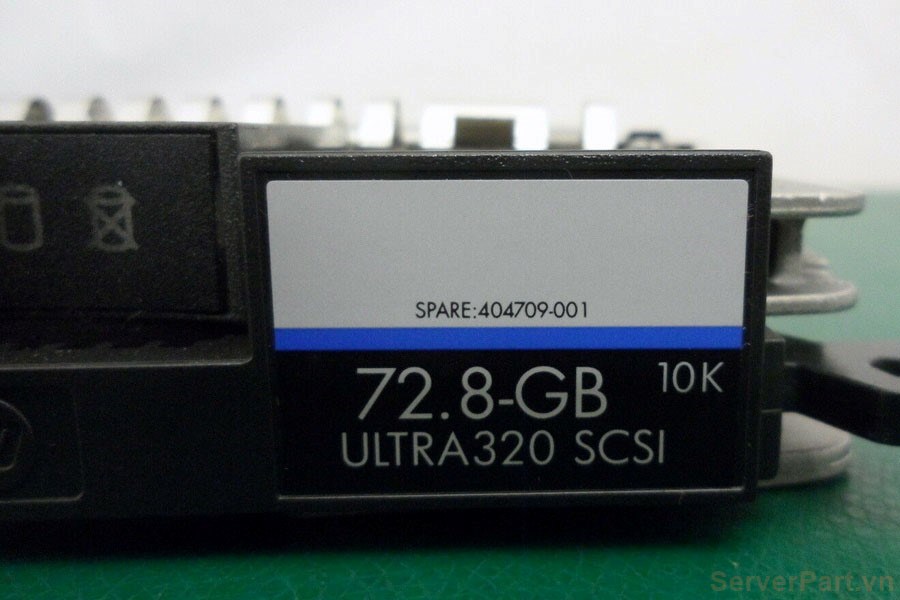 SPARE:404709-001
72.8-GB 10K
ULTRA320 SCSI
ServerPart.vn